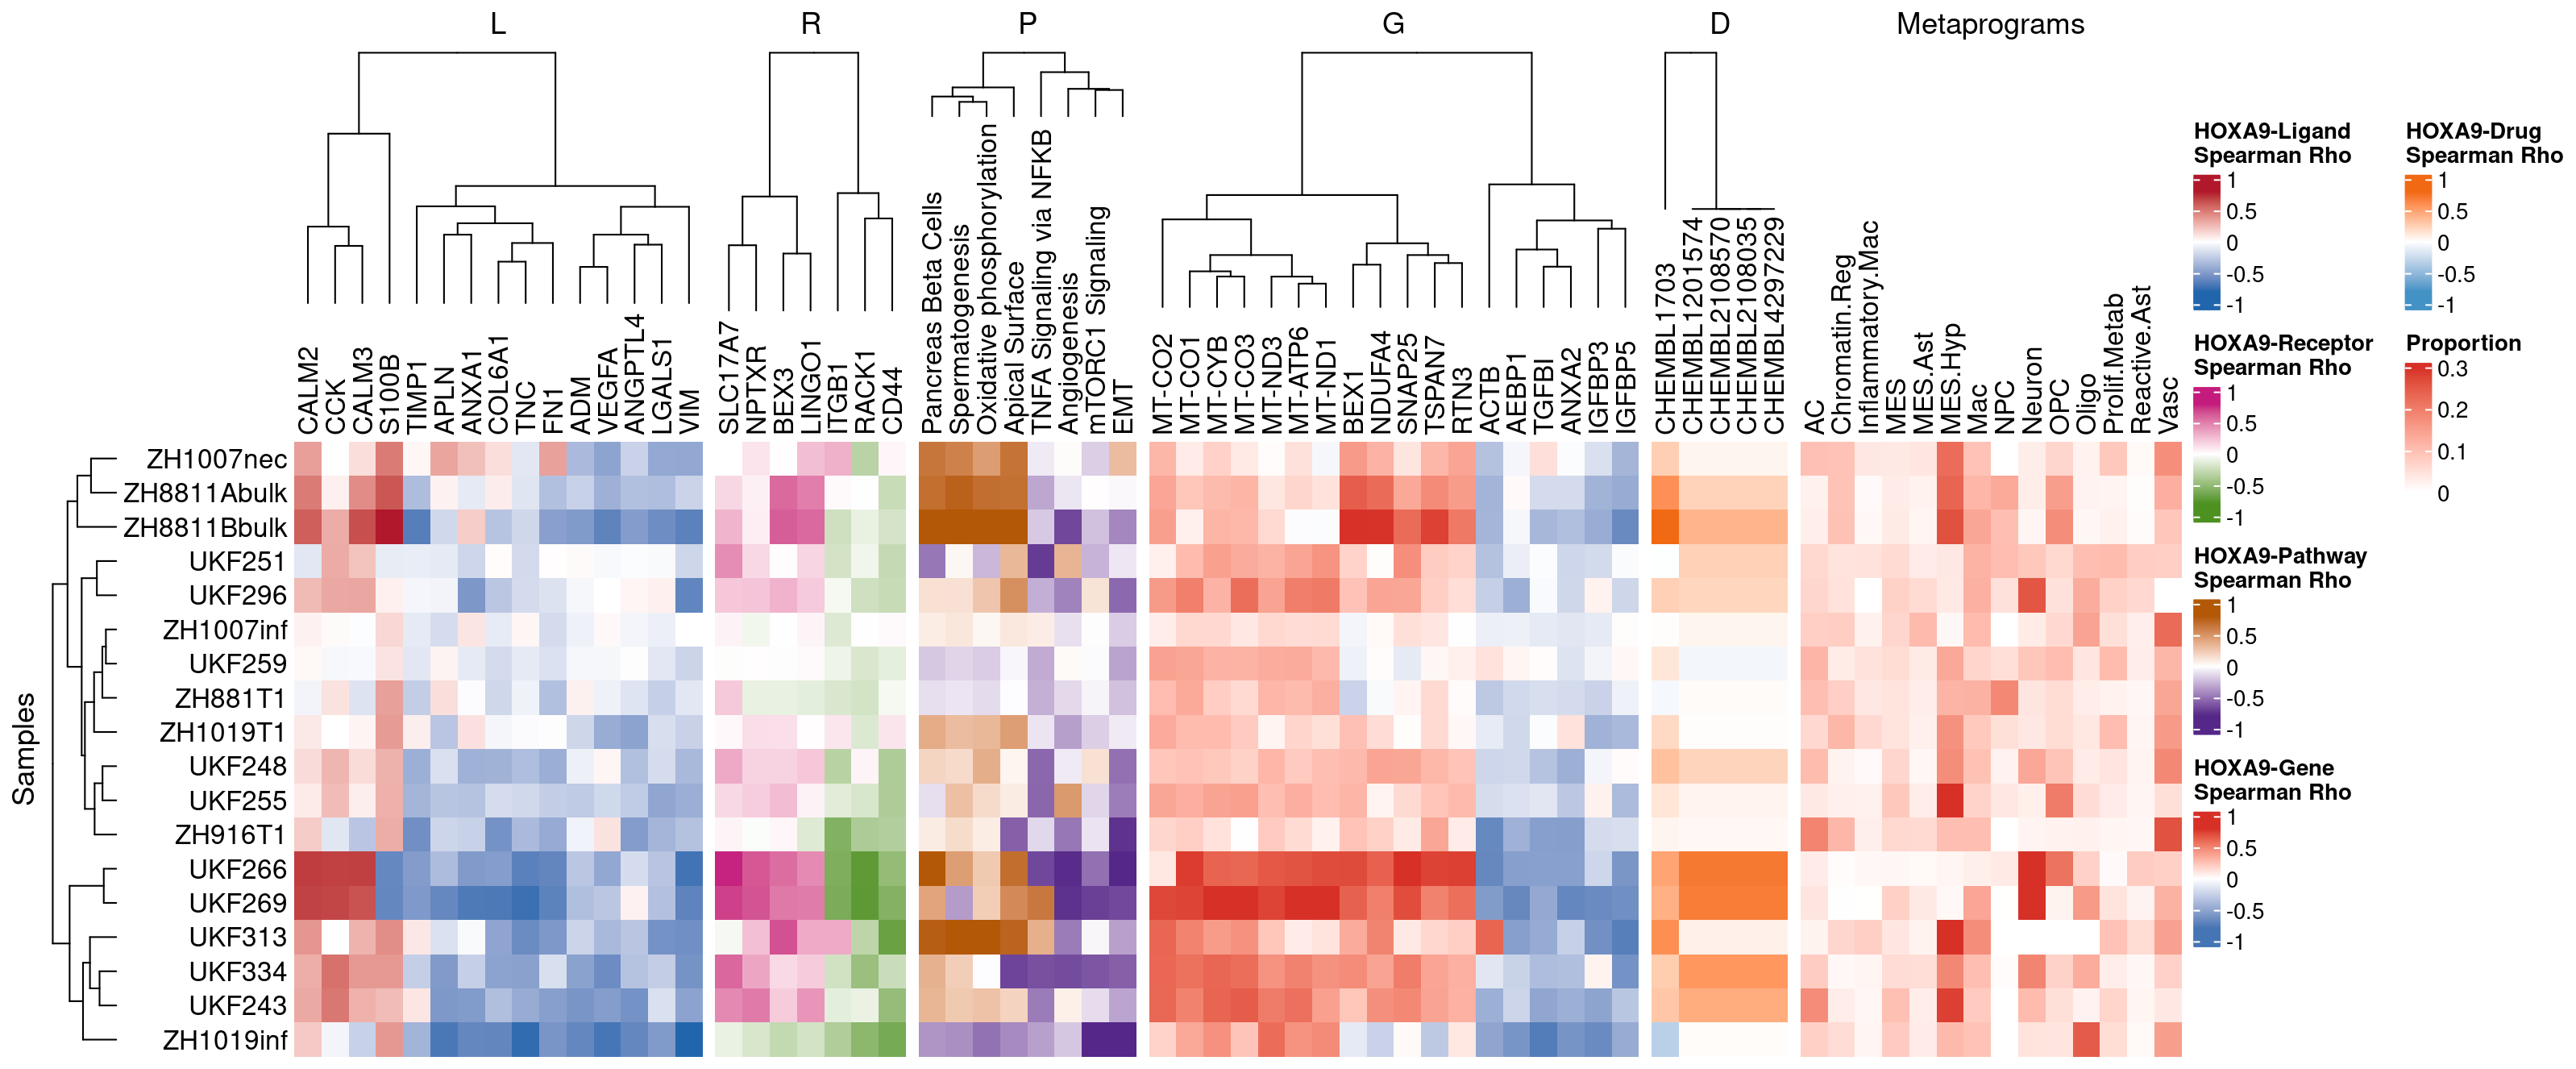 L R P G D Metaprograms
CALM2
CCK
CALM3
S100B
TIMP1
APLN
ANXA1
COL6A1
TNC
FN1
ADM
VEGFA
ANGPTL4
LGALS1
VIM
SLC17A7
NPTXR
BEX3
LINGO1
ITGB1
RACK1
CD44
Pancreas Beta Cells
Spermatogenesis
Oxidative phosphorylation
Apical Surface
TNFA Signaling via NFKB
Angiogenesis
mTORC1 Signaling
EMT
MT-CO2
MT-CO1
MT-CYB
MT-CO3
MT-ND3
MT-ATP6
MT-ND1
BEX1
NDUFA4
SNAP25
TSPAN7
RTN3
ACTB
AEBP1
TGFBI
ANXA2
IGFBP3
IGFBP5
CHEMBL1703
CHEMBL1201574
CHEMBL2108570
CHEMBL2108035
CHEMBL4297229
AC
Chromatin.Reg
Inflammatory.Mac
MES
MES.Ast
MES.Hyp
Mac
NPC
Neuron
OPC
Oligo
Prolif.Metab
Reactive.Ast
Vasc
Samples
ZH1007nec
ZH8811Abulk
ZH8811Bbulk
UKF251
UKF296
ZH1007inf
UKF259
ZH881T1
ZH1019T1
UKF248
UKF255
ZH916T1
UKF266
UKF269
UKF313
UKF334
UKF243
ZH1019inf
HOXA9-Ligand
Spearman Rho
1
0.5
0
-0.5
-1
HOXA9-Receptor
Spearman Rho
1
0.5
0
-0.5
-1
HOXA9-Pathway
Spearman Rho
1
0.5
0
-0.5
-1
HOXA9-Gene
Spearman Rho
1
0.5
0
-0.5
-1
HOXA9-Drug
Spearman Rho
1
0.5
0
-0.5
-1
Proportion
0.3
0.2
0.1
0